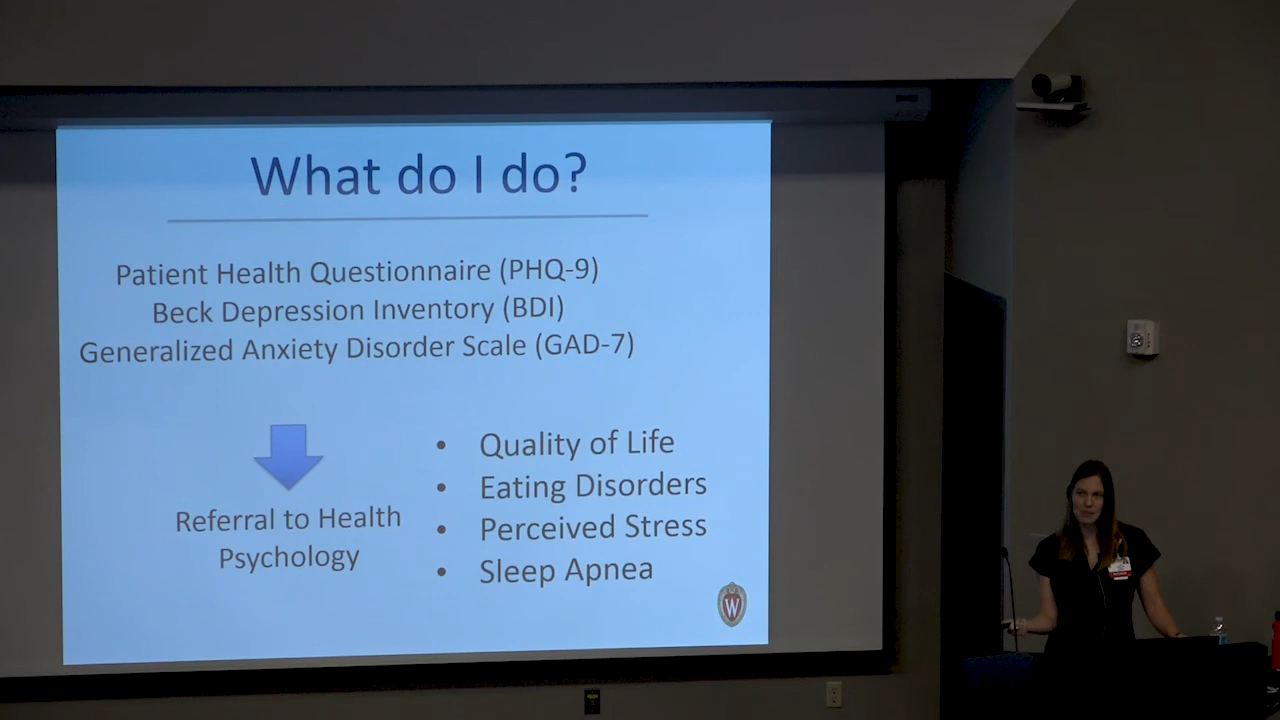 What do I do?
Patient Health Questionnaire (PHQ-9)
Beck Depression Inventory (BDI)
Generalized Anxiety Disorder Scale (GAD-7)
Referral to Health
Psychology
• Quality of Life
• Eating Disorders
• Perceived Stress
• Sleep Apnea
W